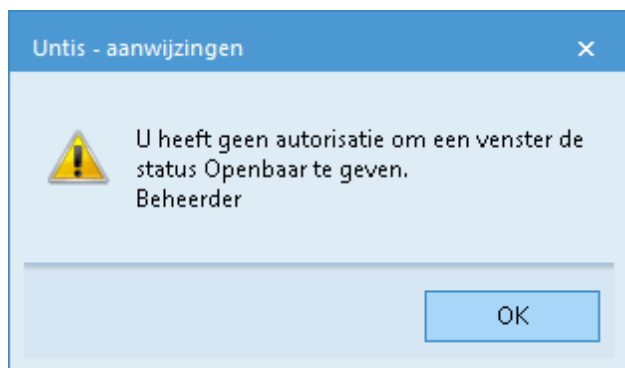 Untis - aanwijzingen
U heeft geen autorisatie om een venster de
status Openbaar te geven.
Beheerder
OK